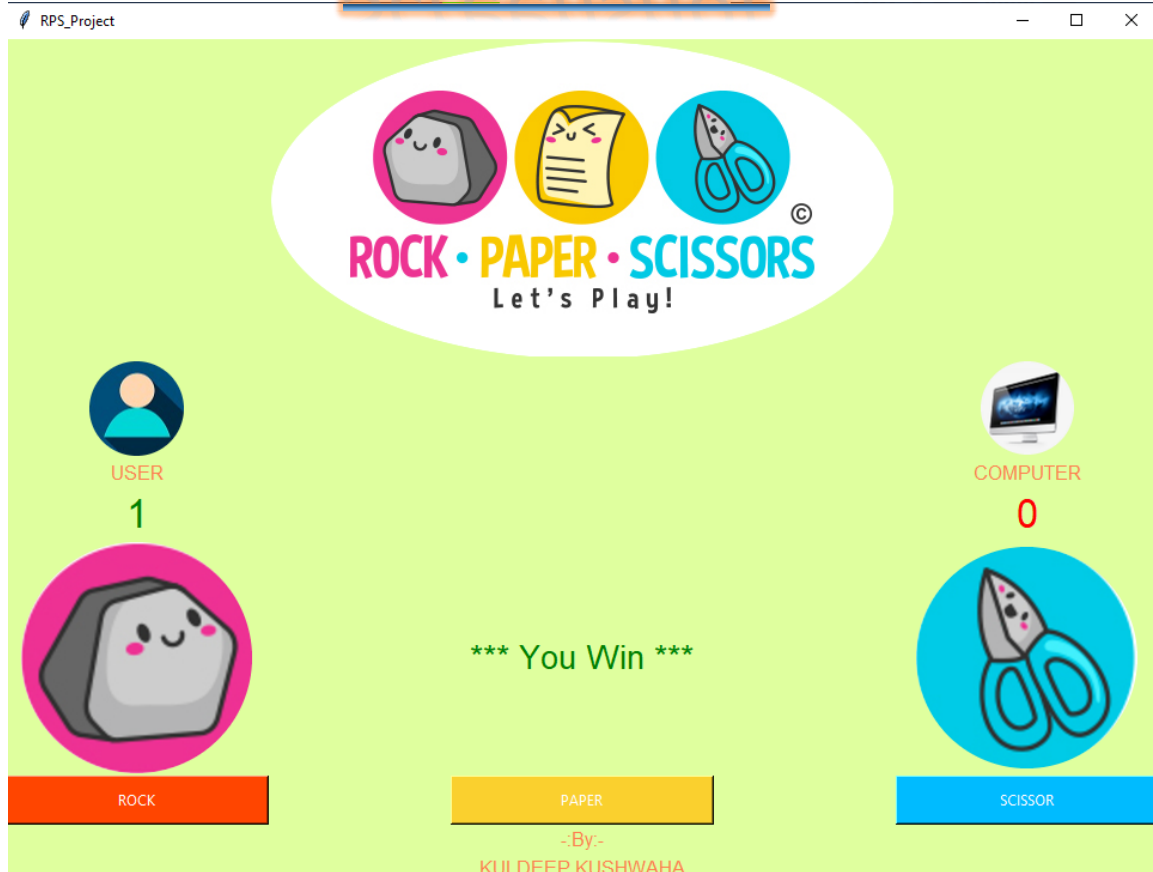 RPS_Project
©
ROCK • PAPER • SCISSORS
Let's Play!
USER
COMPUTER
1
0
*** You Win ***
ROCK
PAPER
SCISSOR
-:By:-
KULDEEP KUSHWAHA